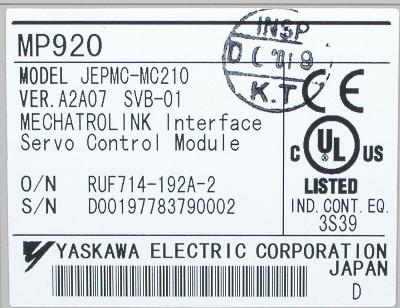 MP920
MODEL JEPMC-MC210
VER. A2A07 SVB-01
MECHATROLINK Interface
Servo Control Module
O/N RUF714-192A-2
S/N D00197783790002
INSP
K.T
CE
C UL US
LISTED
IND. CONT. EQ.
3S39
YASKAWA ELECTRIC CORPORATION
JAPAN
D